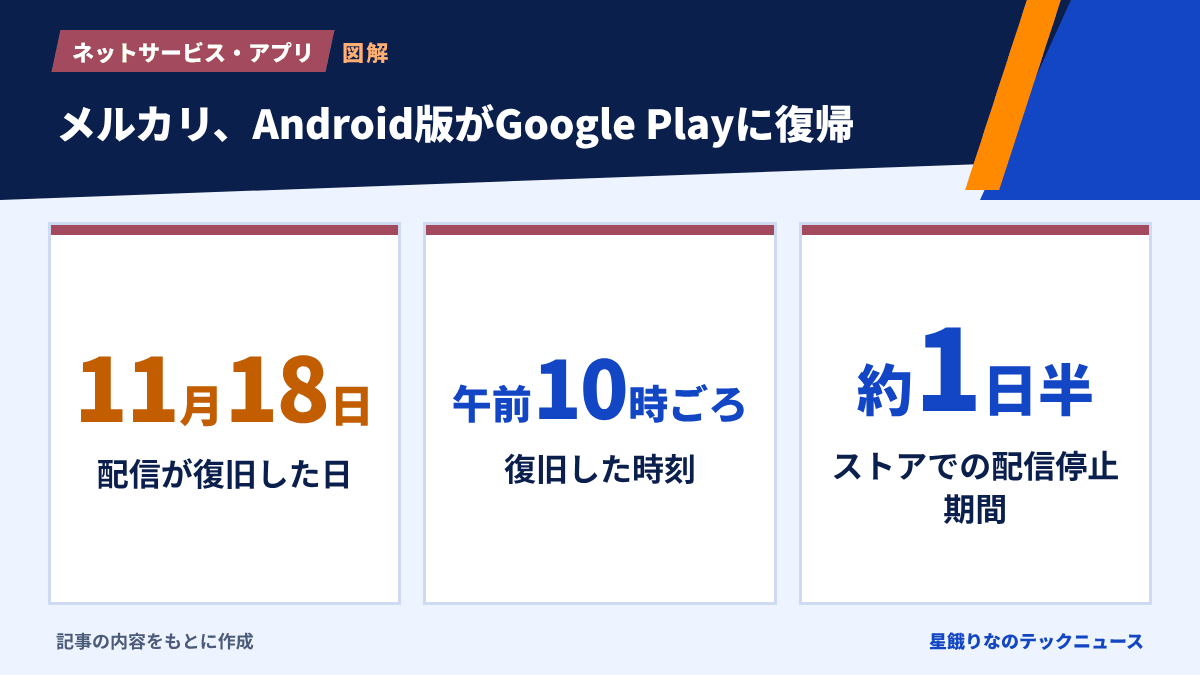 ネットサービス・アプリ 図解
メルカリ、Android版がGoogle Playに復帰
11月18日
配信が復旧した日
午前10時ごろ
復旧した時刻
約1日半
ストアでの配信停止
期間
記事の内容をもとに作成
星餓りなのテックニュース